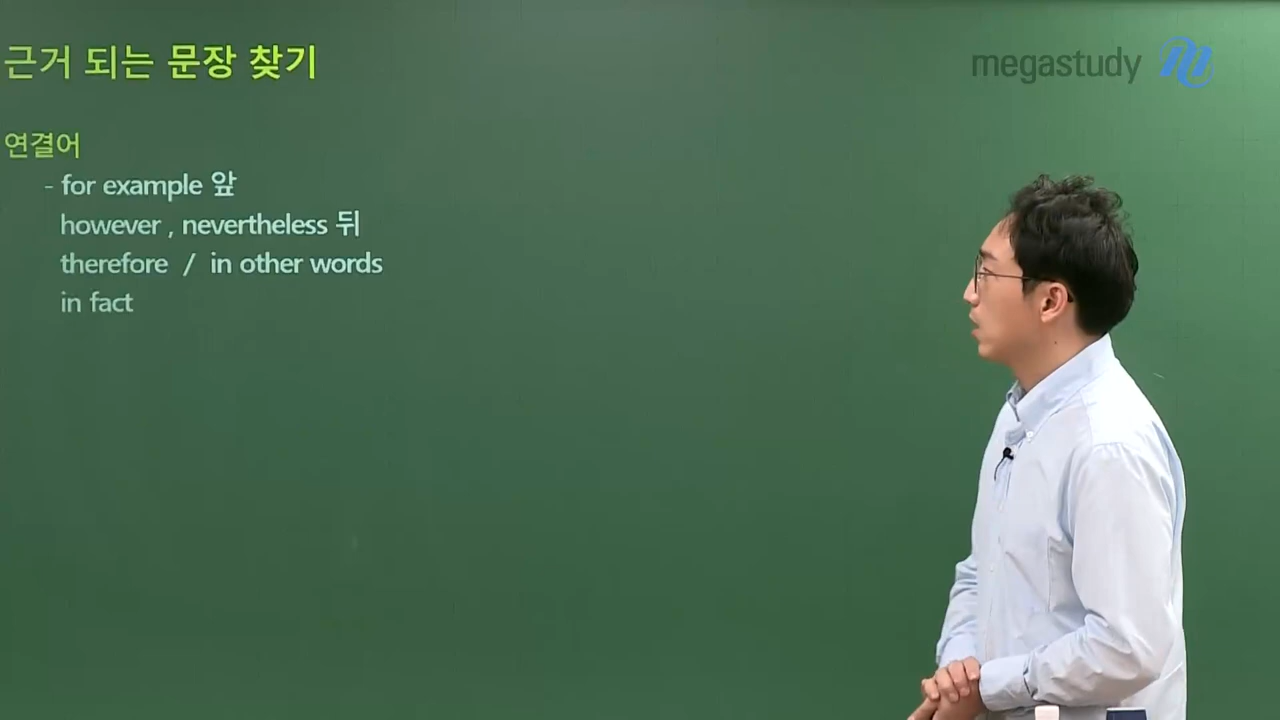 근거 되는 문장 찾기
megastudy
연결어
- for example 앞
however , nevertheless 뒤
therefore / in other words
in fact